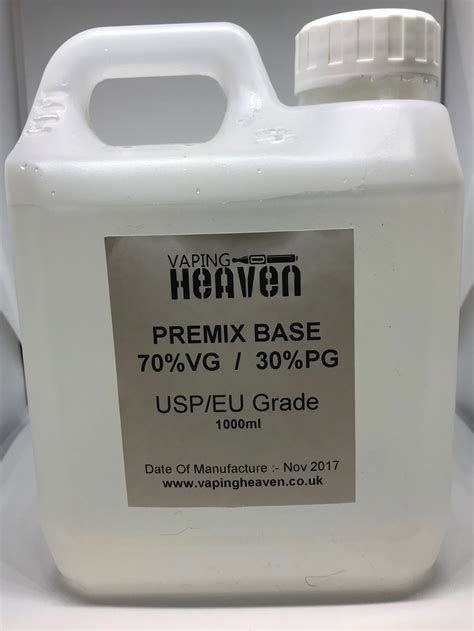 VAPING
HEAVEN
PREMIX BASE
70%VG / 30%PG
USP/EU Grade
1000ml
Date Of Manufacture :- Nov 2017
www.vapingheaven.co.uk